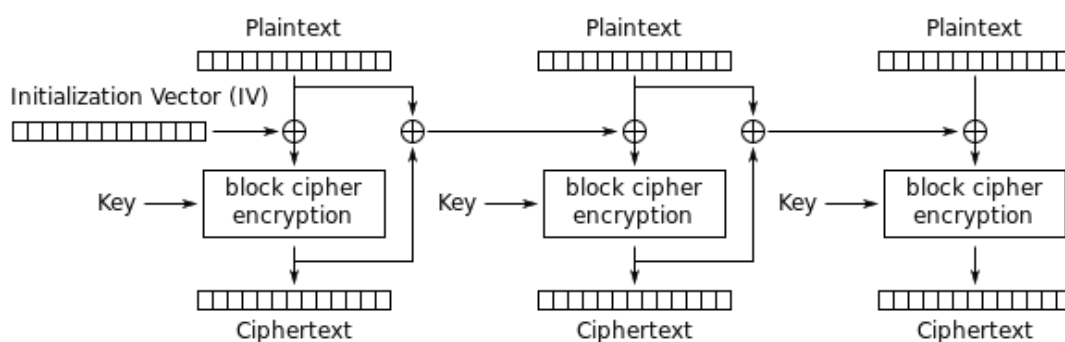 Plaintext
Plaintext
Plaintext
Initialization Vector (IV)
Key
block cipher
encryption
Key
block cipher
encryption
Key
block cipher
encryption
Ciphertext
Ciphertext
Ciphertext